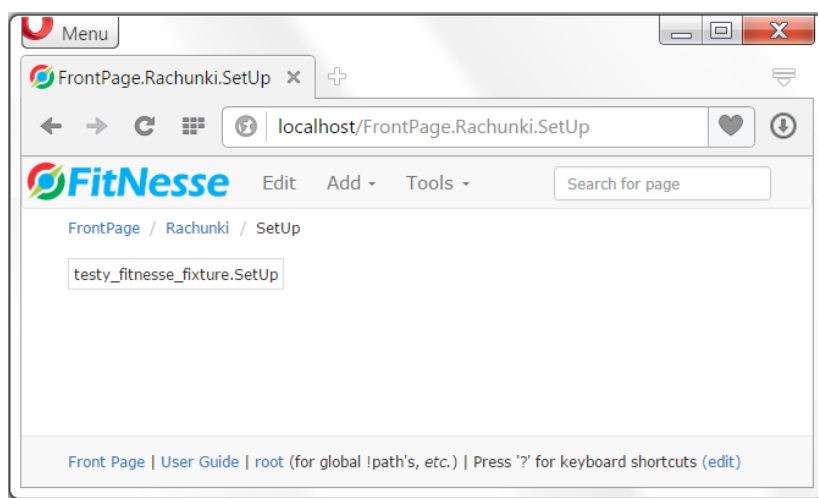 Menu
FrontPage.Rachunki.SetUp
localhost/FrontPage.Rachunki.SetUp
FitNesse Edit Add Tools Search for page
FrontPage / Rachunki / SetUp
testy_fitnesse_fixture.SetUp
Front Page | User Guide | root (for global !path's, etc.) | Press '?' for keyboard shortcuts (edit)